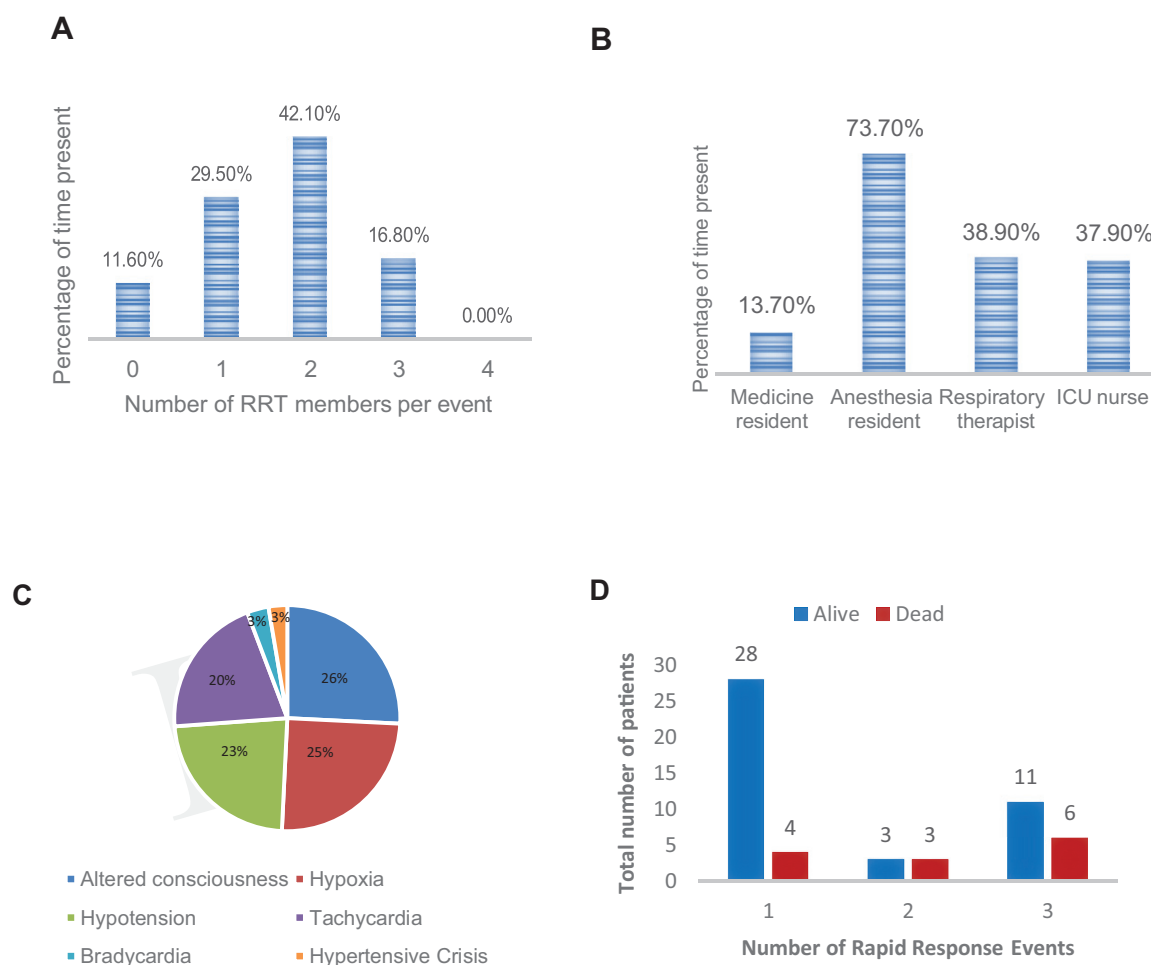 A
Percentage of time present
42.10%
29.50%
16.80%
11.60%
0.00%
0 1 2 3 4
Number of RRT members per event
B
Percentage of time present
73.70%
38.90% 37.90%
13.70%
Medicine resident
Anesthesia resident
Respiratory therapist
ICU nurse
C
3% 3%
20% 26%
23% 25%
Altered consciousness Hypoxia
Hypotension Tachycardia
Bradycardia Hypertensive Crisis
D
Alive Dead
Total number of patients
30
25
20
15
10
5
0
28
4
3 3
11
6
1 2 3
Number of Rapid Response Events